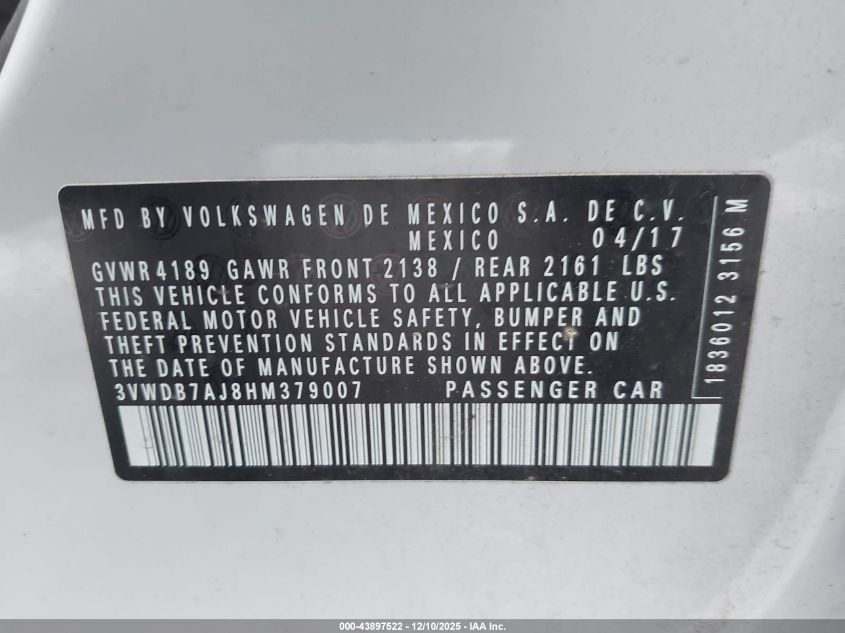 MFD BY VOLKSWAGEN DE MEXICO S.A. DE C.V.
MEXICO 04/17
GVWR 4189 GAWR FRONT 2138 / REAR 2161 LBS
THIS VEHICLE CONFORMS TO ALL APPLICABLE U.S.
FEDERAL MOTOR VEHICLE SAFETY, BUMPER AND
THEFT PREVENTION STANDARDS IN EFFECT ON
THE DATE OF MANUFACTURE SHOWN ABOVE.
3VWDB7AJ8HM379007 PASSENGER CAR
1836012 3156 M
000-43897522 - 12/10/2025 - IAA Inc.